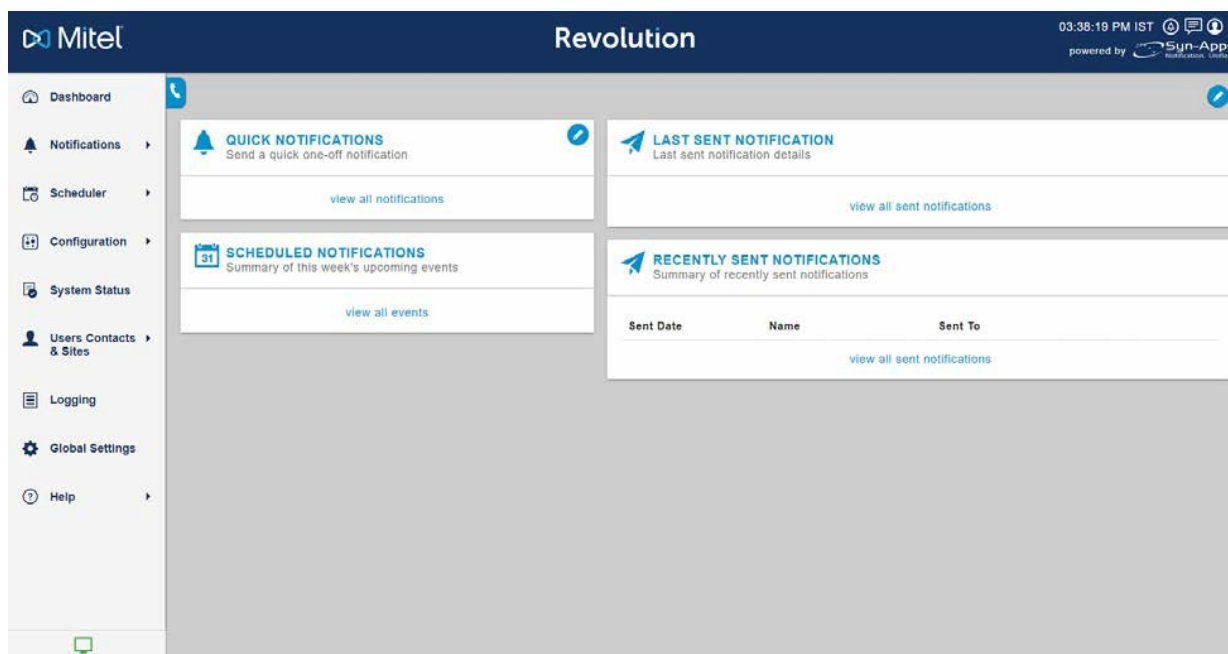 Mitel
Revolution
03:38:19 PM IST
powered by Syn-App
Notification.
Dashboard
Notifications
Scheduler
Configuration
System Status
Users Contacts
& Sites
Logging
Global Settings
Help
QUICK NOTIFICATIONS
Send a quick one-off notification
view all notifications
31
SCHEDULED NOTIFICATIONS
Summary of this week's upcoming events
view all events
LAST SENT NOTIFICATION
Last sent notification details
view all sent notifications
RECENTLY SENT NOTIFICATIONS
Summary of recently sent notifications
Sent Date Name Sent To
view all sent notifications